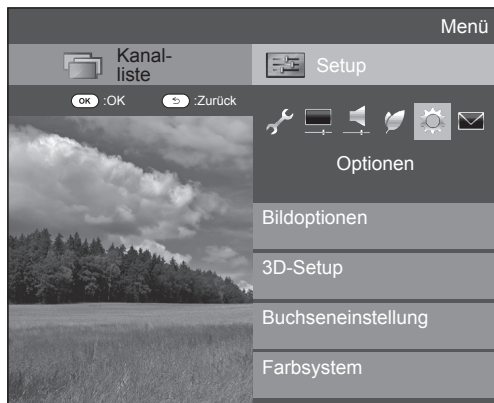 Menü
Kanal-
liste
Setup
OK :OK :Zurück
Optionen
Bildoptionen
3D-Setup
Buchseneinstellung
Farbsystem